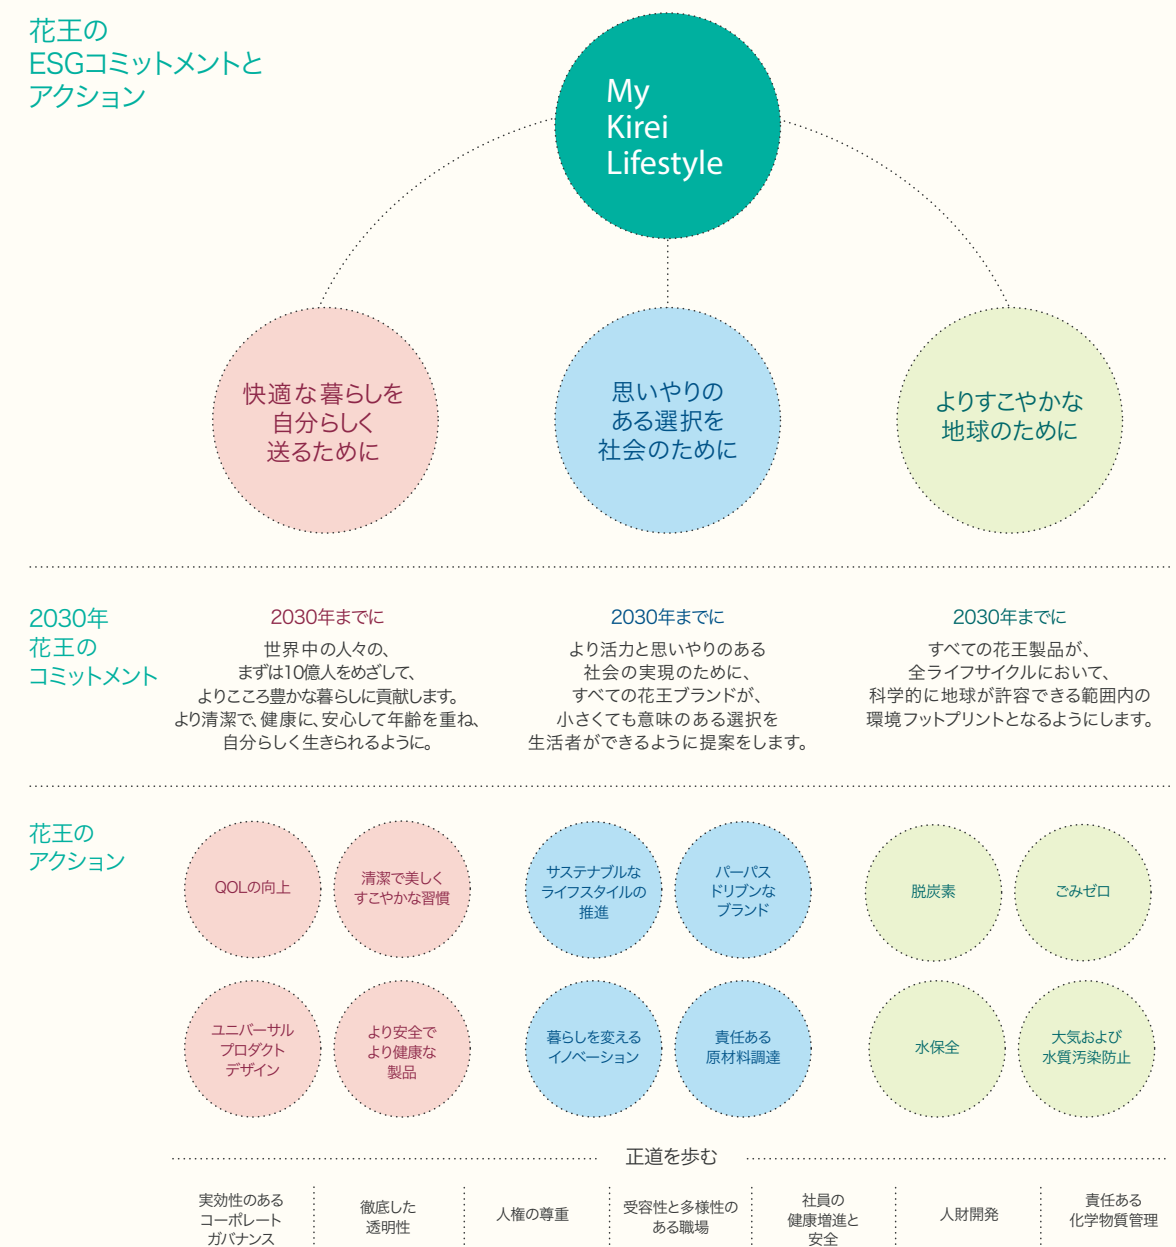 花王の
ESGコミットメントと
アクション
My
Kirei
Lifestyle
快適な暮らしを
自分らしく
送るために
思いやりの
ある選択を
社会のために
よりすこやかな
地球のために
2030年
花王の
コミットメント
2030年までに
世界中の人々の、
まずは10億人をめざして、
よりこころ豊かな暮らしに貢献します。
より清潔で、健康に、安心して年齢を重ね、
自分らしく生きられるように。
2030年までに
より活力と思いやりのある
社会の実現のために、
すべての花王ブランドが、
小さくても意味のある選択を
生活者ができるように提案をします。
2030年までに
すべての花王製品が、
全ライフサイクルにおいて、
科学的に地球が許容できる範囲内の
環境フットプリントとなるようにします。
花王の
アクション
QOLの向上
清潔で美しく
すこやかな習慣
サステナブルな
ライフスタイルの
推進
パーパス
ドリブンな
ブランド
脱炭素
ごみゼロ
ユニバーサル
プロダクト
デザイン
より安全で
より健康な
製品
暮らしを変える
イノベーション
責任ある
原材料調達
水保全
大気および
水質汚染防止
正道を歩む
実効性のある
コーポレート
ガバナンス
徹底した
透明性
人権の尊重
受容性と多様性の
ある職場
社員の
健康増進と
安全
人財開発
責任ある
化学物質管理